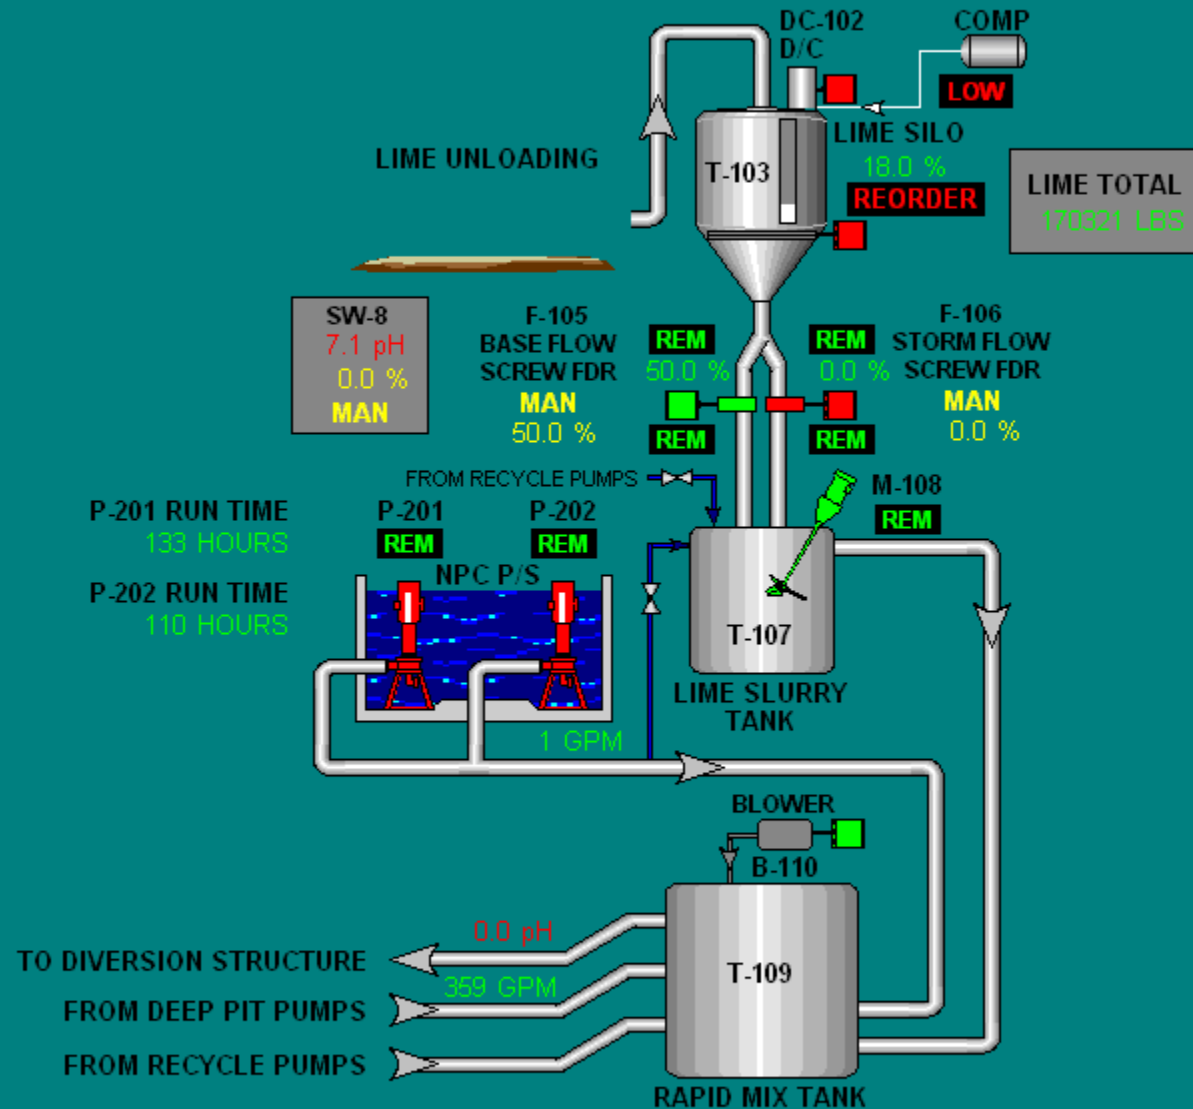 DC-102
D/C
COMP
LOW
LIME UNLOADING
T-103
LIME SILO
18.0 %
REORDER
LIME TOTAL
170321 LBS
SW-8
7.1 pH
0.0 %
MAN
F-105
BASE FLOW
SCREW FDR
MAN
50.0 %
REM
50.0 %
REM
REM
0.0 %
REM
F-106
STORM FLOW
SCREW FDR
MAN
0.0 %
FROM RECYCLE PUMPS
M-108
REM
P-201 RUN TIME
133 HOURS
P-202 RUN TIME
110 HOURS
P-201
REM
P-202
REM
NPC P/S
T-107
LIME SLURRY
TANK
1 GPM
BLOWER
B-110
0.0 pH
TO DIVERSION STRUCTURE
359 GPM
FROM DEEP PIT PUMPS
FROM RECYCLE PUMPS
T-109
RAPID MIX TANK